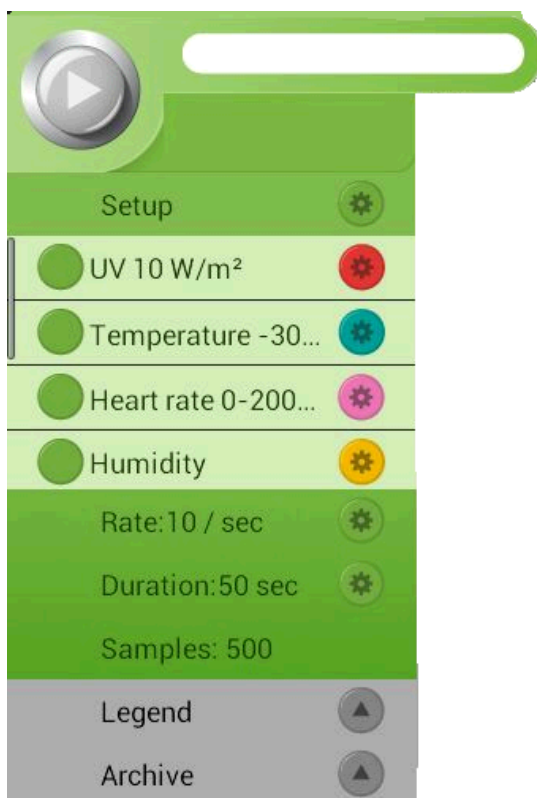 Setup
UV 10 W/m²
Temperature -30...
Heart rate 0-200...
Humidity
Rate:10 / sec
Duration:50 sec
Samples: 500
Legend
Archive